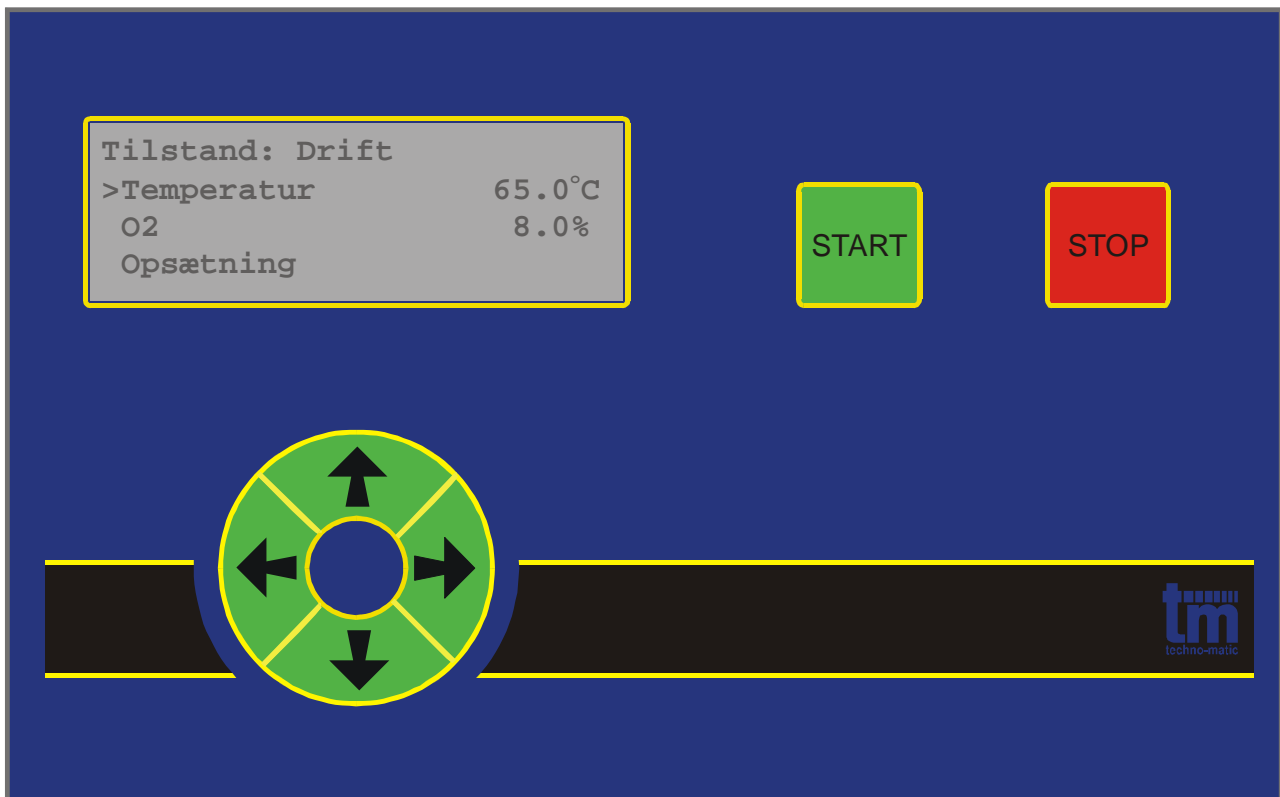 Tilstand: Drift
>Temperatur 65.0°C
O2 8.0%
Opsætning
START
STOP
tm
techno-matic